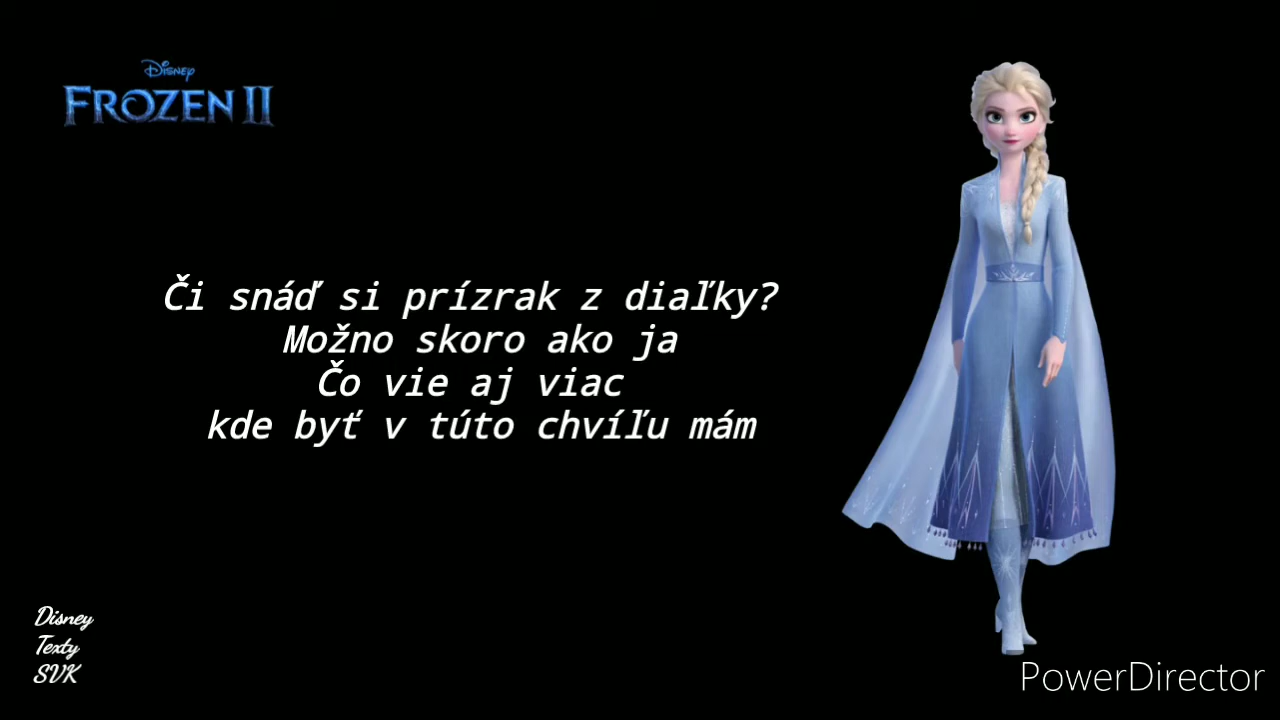 Disney
FROZEN II
Či snáď si prízrak z diaľky?
Možno skoro ako ja
Čo vie aj viac
kde byť v túto chvíľu mám
Disney
Texty
SVK
PowerDirector